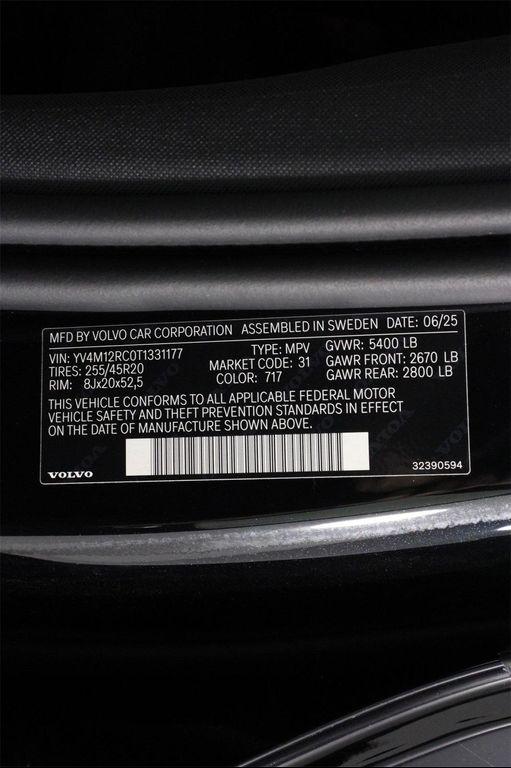 MFD BY VOLVO CAR CORPORATION ASSEMBLED IN SWEDEN DATE: 06/25
VIN: YV4M12RC0T1331177 TYPE: MPV GVWR: 5400 LB
TIRES: 255/45R20 MARKET CODE: 31 GAWR FRONT: 2670 LB
RIM: 8Jx20x52,5 COLOR: 717 GAWR REAR: 2800 LB
THIS VEHICLE CONFORMS TO ALL APPLICABLE FEDERAL MOTOR
VEHICLE SAFETY AND THEFT PREVENTION STANDARDS IN EFFECT
ON THE DATE OF MANUFACTURE SHOWN ABOVE.
VOLVO 32390594